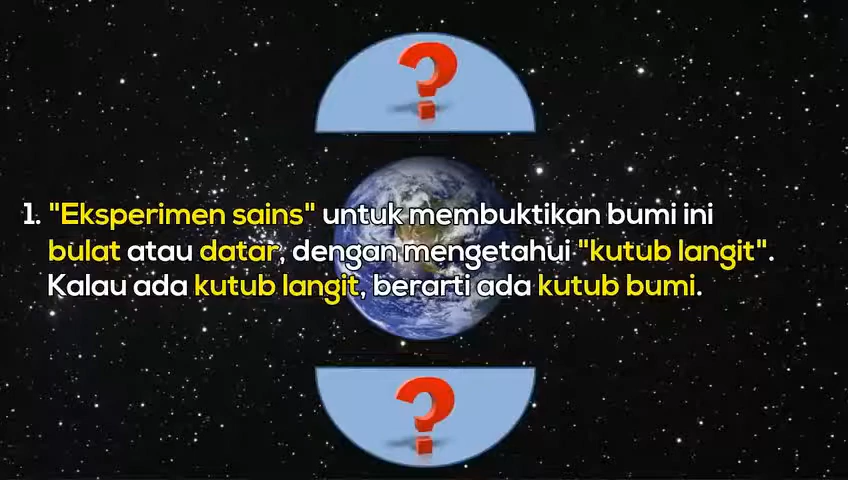 ?
1. "Eksperimen sains" untuk membuktikan bumi ini
bulat atau datar, dengan mengetahui "kutub langit".
Kalau ada kutub langit, berarti ada kutub bumi.
?